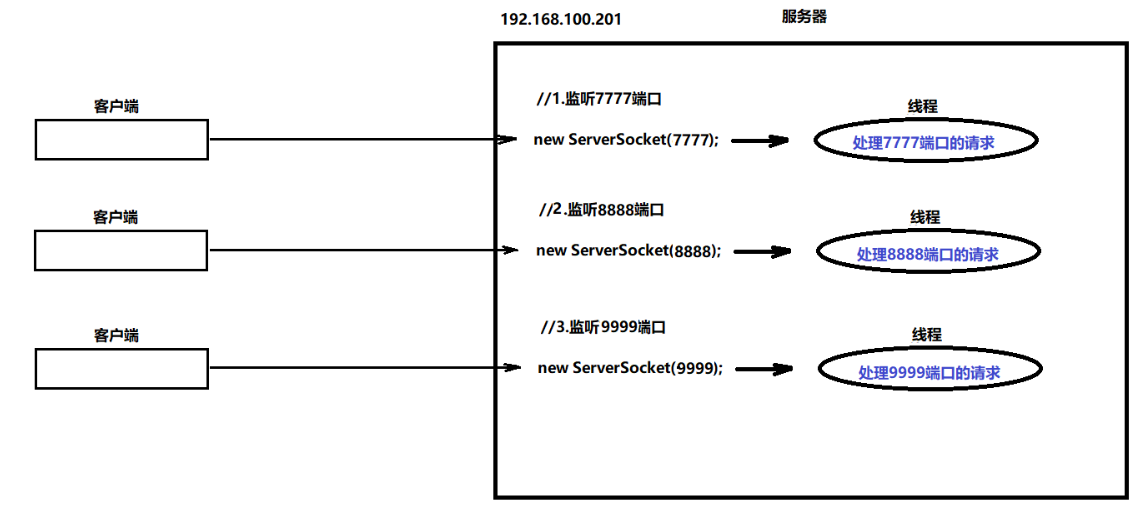 192.168.100.201
服务器
客户端
//1.监听7777端口
线程
new ServerSocket(7777);
处理7777端口的请求
客户端
//2.监听8888端口
线程
new ServerSocket(8888);
处理8888端口的请求
客户端
//3.监听9999端口
线程
new ServerSocket(9999);
处理9999端口的请求